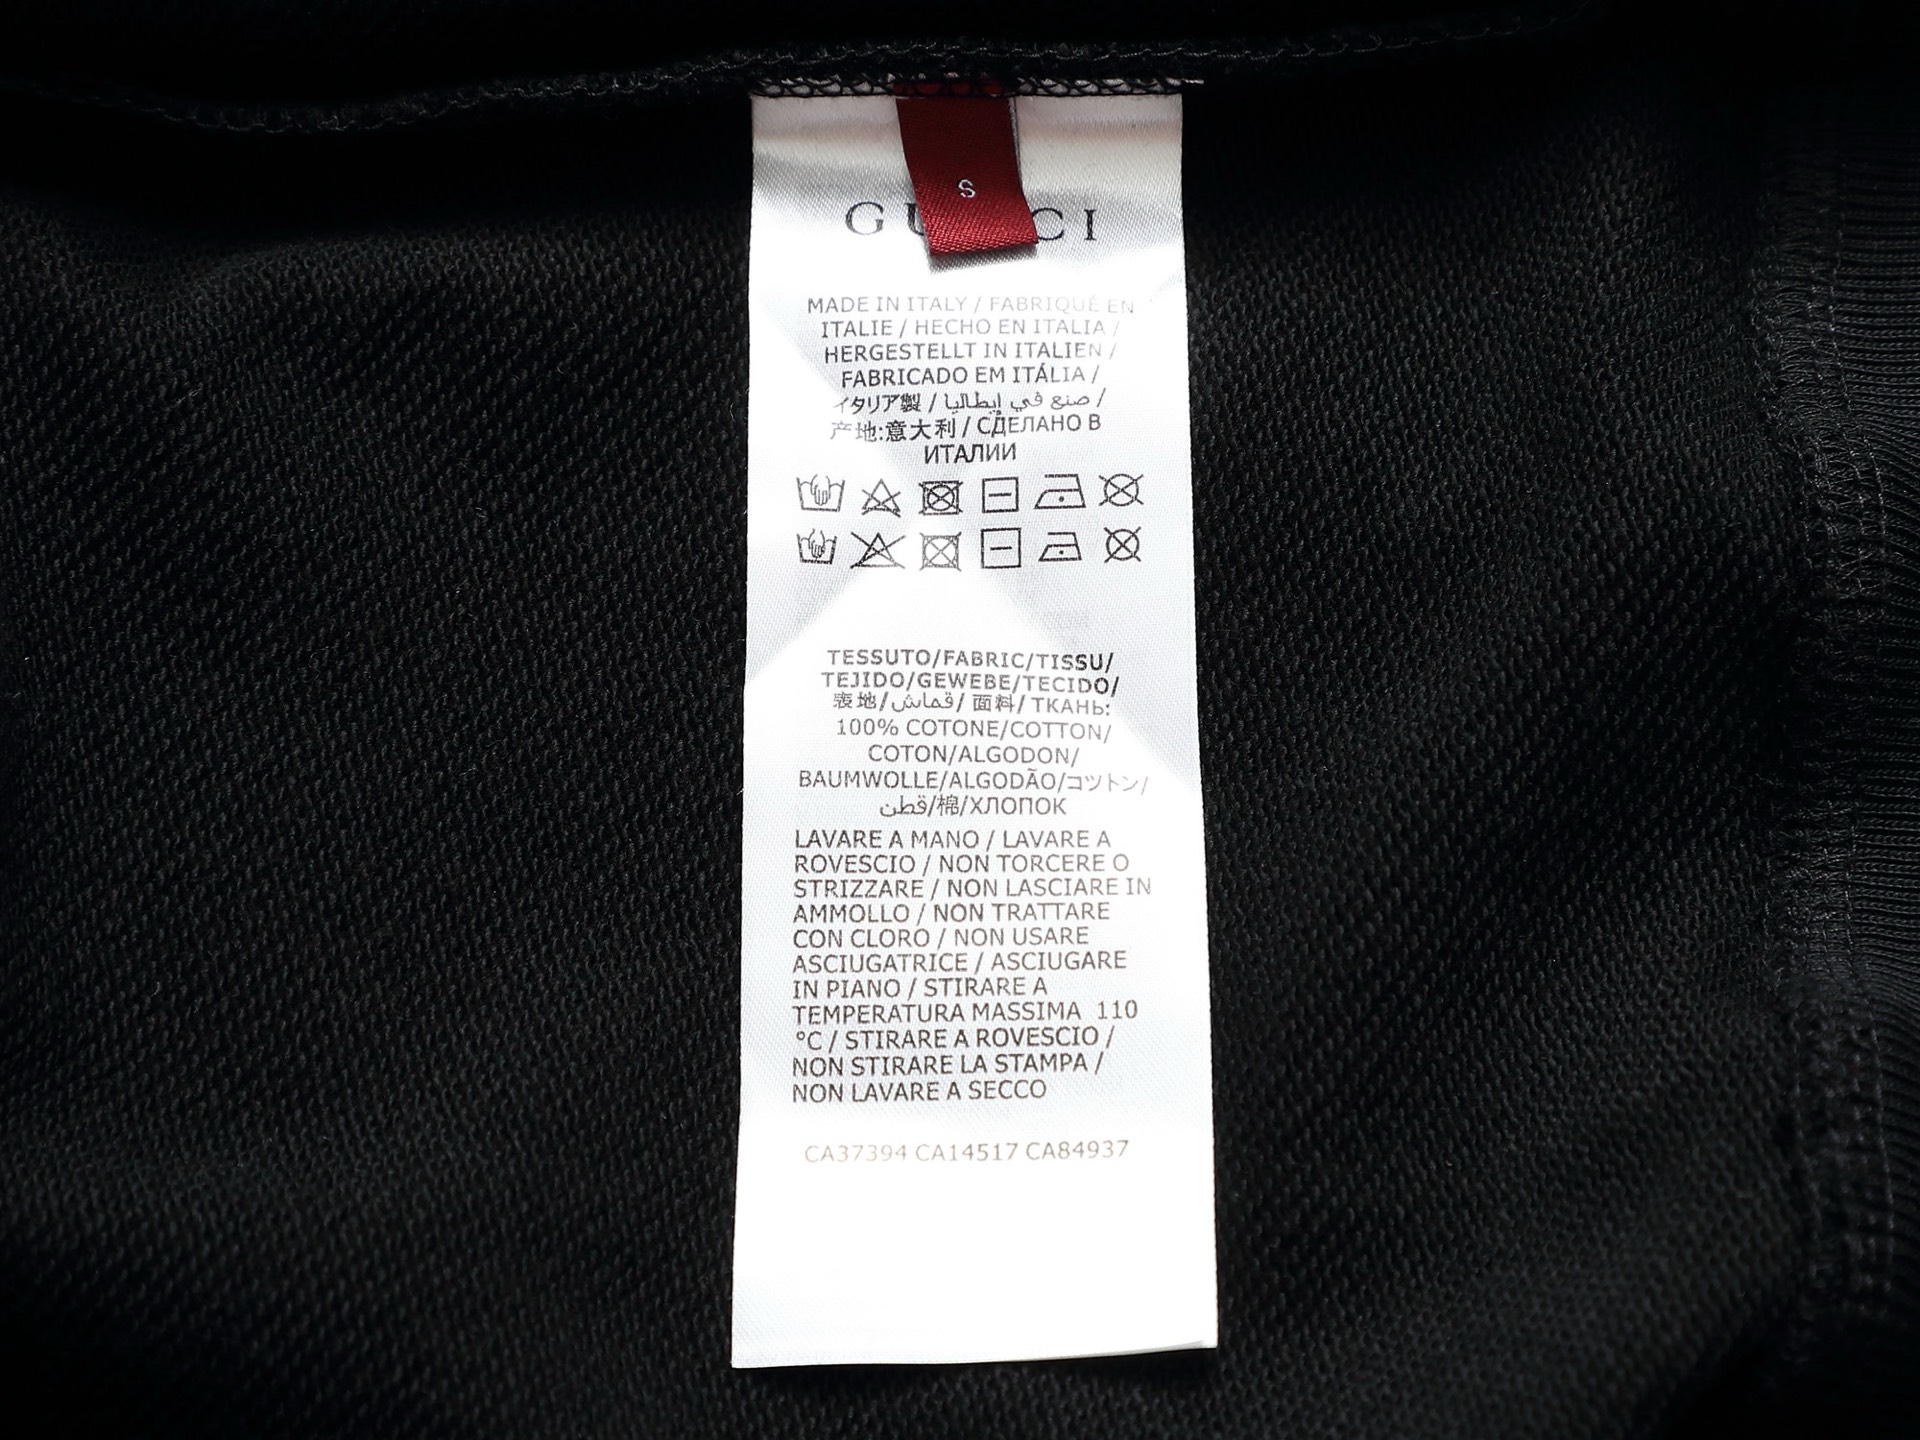 S
GUCCI
MADE IN ITALY / FABRIQUÉ EN
ITALIE / HECHO EN ITALIA /
HERGESTELLT IN ITALIEN /
FABRICADO EM ITÁLIA /
イタリア製 / صنع في إيطاليا /
产地:意大利 / СДЕЛАНО В
ИТАЛИИ
TESSUTO/FABRIC/TISSU/
TEJIDO/GEWEBE/TECIDO/
表地/قماش/面料/ТКАНЬ:
100% COTONE/COTTON/
COTON/ALGODON/
BAUMWOLLE/ALGODÃO/コットン/
قطن/棉/ХЛОПОК
LAVARE A MANO / LAVARE A
ROVESCIO / NON TORCERE O
STRIZZARE / NON LASCIARE IN
AMMOLLO / NON TRATTARE
CON CLORO / NON USARE
ASCIUGATRICE / ASCIUGARE
IN PIANO / STIRARE A
TEMPERATURA MASSIMA 110
°C / STIRARE A ROVESCIO /
NON STIRARE LA STAMPA /
NON LAVARE A SECCO
CA37394 CA14517 CA84937